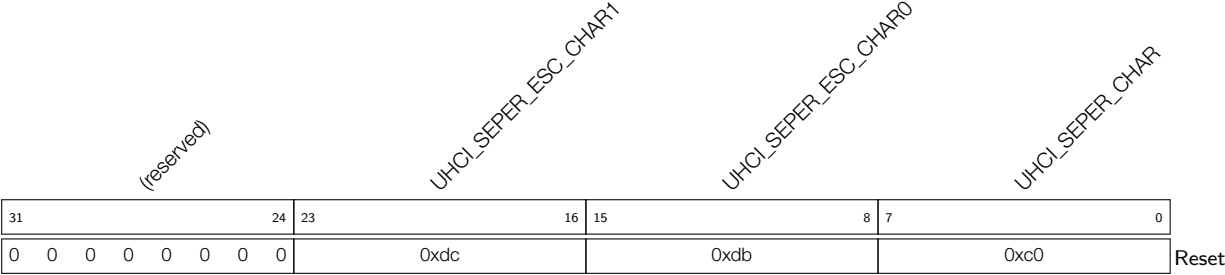 (reserved) UHCI_SEPER_ESC_CHAR1 UHCI_SEPER_ESC_CHAR0 UHCI_SEPER_CHAR
31 24 23 16 15 8 7 0
0 0 0 0 0 0 0 0 0xdc 0xdb 0xc0 Reset